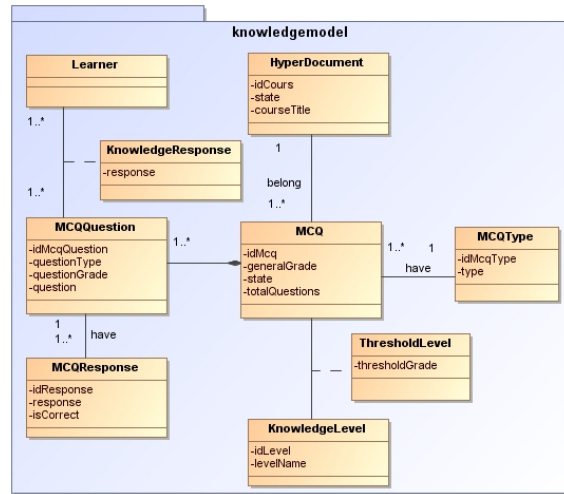 knowledgemodel
Learner
HyperDocument
-idCours
-state
-courseTitle
1..*
KnowledgeResponse
-response
1
belong
1..*
1..*
MCQQuestion
-idMcqQuestion
-questionType
-questionGrade
-question
1..*
MCQ
-idMcq
-generalGrade
-state
-totalQuestions
1..*
1
have
MCQType
-idMcqType
-type
1
1..*
have
MCQResponse
-idResponse
-response
-isCorrect
ThresholdLevel
-thresholdGrade
KnowledgeLevel
-idLevel
-levelName